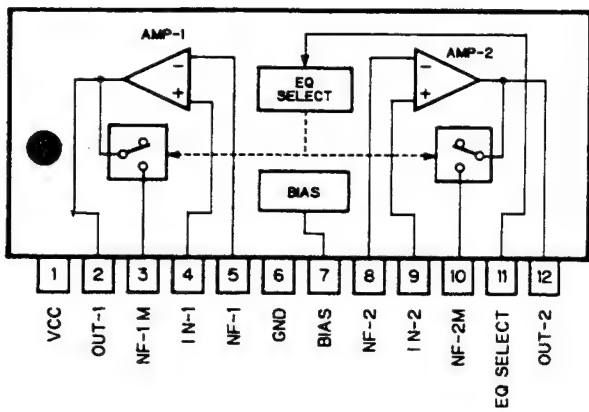 AMP-1
AMP-2
EQ
SELECT
BIAS
1 2 3 4 5 6 7 8 9 10 11 12
VCC
OUT-1
NF-1M
IN-1
NF-1
GND
BIAS
NF-2
IN-2
NF-2M
EQ SELECT
OUT-2